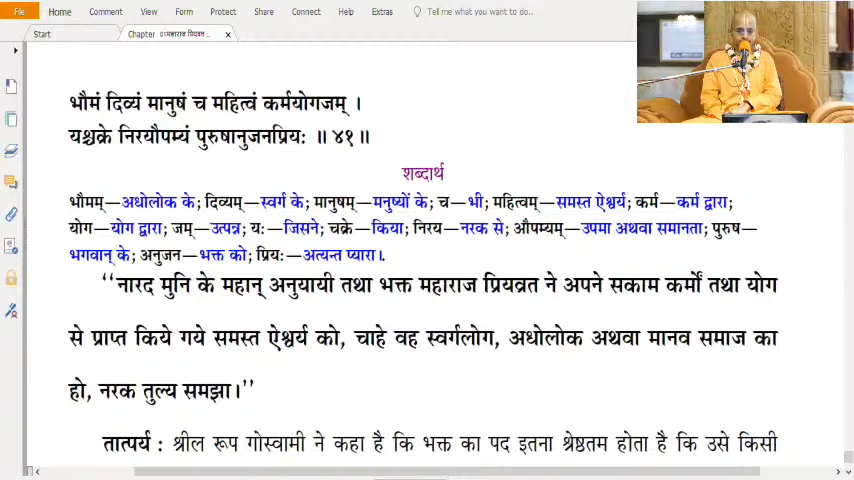 File Home Comment View Form Protect Share Connect Help Extras Tell me what you want to do..
Start Chapter ०१महाराज प्रियव्रत... ×
भौमं दिव्यं मानुषं च महित्वं कर्मयोगजम् ।
यश्चक्रे निरयौपम्यं पुरुषानुजनप्रियः ॥ ४१॥
शब्दार्थ
भौमम्—अधोलोक के; दिव्यम्—स्वर्ग के; मानुषम्—मनुष्यों के; च—भी; महित्वम्—समस्त ऐश्वर्य; कर्म—कर्म द्वारा;
योग—योग द्वारा; जम्—उत्पन्न; यः—जिसने; चक्रे—किया; निरय—नरक से; औपम्यम्—उपमा अथवा समानता; पुरुष—
भगवान् के; अनुजन—भक्त को; प्रियः—अत्यन्त प्यारा।.
‘‘नारद मुनि के महान् अनुयायी तथा भक्त महाराज प्रियव्रत ने अपने सकाम कर्मों तथा योग
से प्राप्त किये गये समस्त ऐश्वर्य को, चाहे वह स्वर्गलोग, अधोलोक अथवा मानव समाज का
हो, नरक तुल्य समझा।’’
तात्पर्य : श्रील रूप गोस्वामी ने कहा है कि भक्त का पद इतना श्रेष्ठतम होता है कि उसे किसी